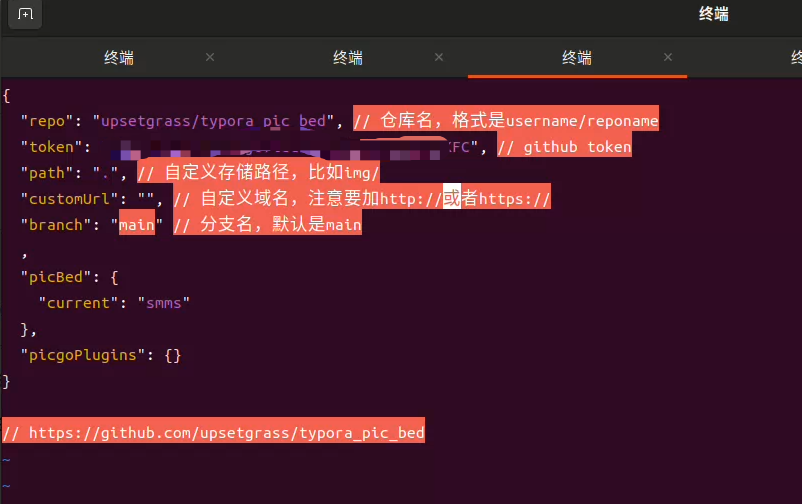 终端
终端 × 终端 × 终端 ×
{
"repo": "upsetgrass/typora_pic_bed", // 仓库名，格式是username/reponame
"token": KFC", // github token
"path": ".", // 自定义存储路径，比如img/
"customUrl": "", // 自定义域名，注意要加http://或者https://
"branch": "main" // 分支名，默认是main
,
"picBed": {
"current": "smms"
},
"picgoPlugins": {}
}
// https://github.com/upsetgrass/typora_pic_bed
~
~